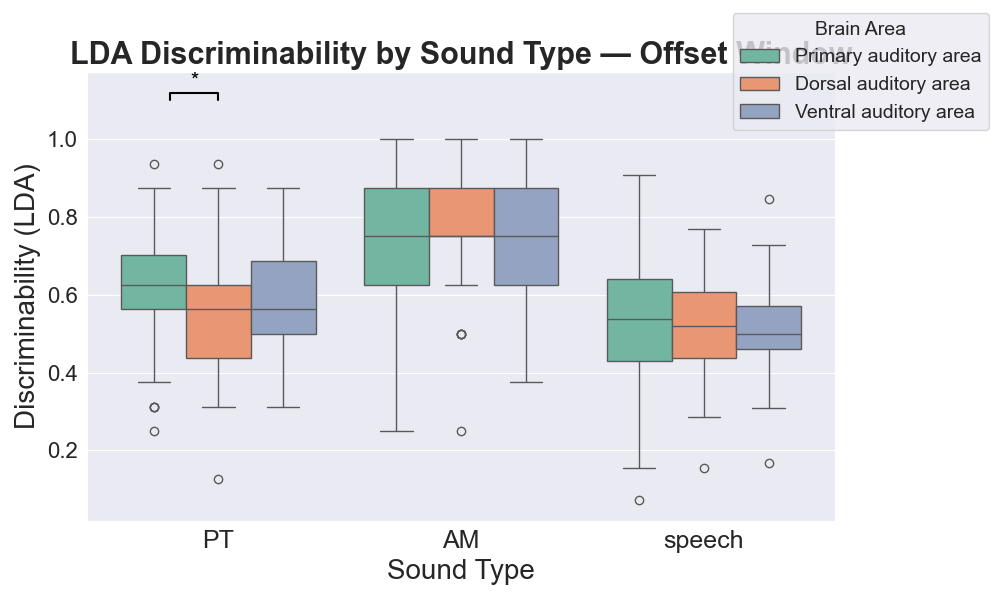 LDA Discriminability by Sound Type — Offset Window
Brain Area
Primary auditory area
Dorsal auditory area
Ventral auditory area
*
Discriminability (LDA)
1.0
0.8
0.6
0.4
0.2
PT
AM
speech
Sound Type